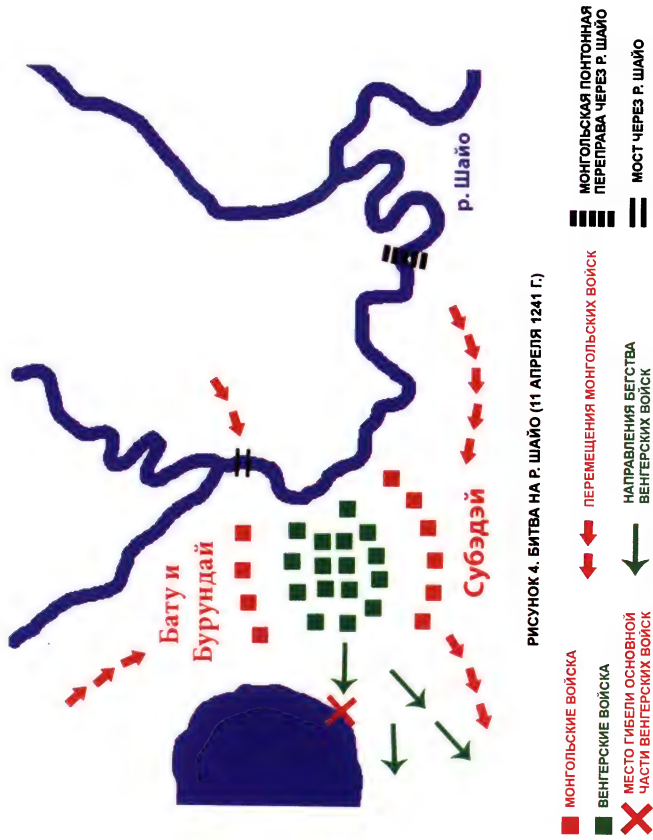 Бату и
Бурундай
Субэдэй
р. Шайо
РИСУНОК 4. БИТВА НА Р. ШАЙО (11 АПРЕЛЯ 1241 Г.)
МОНГОЛЬСКИЕ ВОЙСКА
ВЕНГЕРСКИЕ ВОЙСКА
МЕСТО ГИБЕЛИ ОСНОВНОЙ
ЧАСТИ ВЕНГЕРСКИХ ВОЙСК
ПЕРЕМЕЩЕНИЯ МОНГОЛЬСКИХ ВОЙСК
НАПРАВЛЕНИЯ БЕГСТВА
ВЕНГЕРСКИХ ВОЙСК
МОНГОЛЬСКАЯ ПОНТОННАЯ
ПЕРЕПРАВА ЧЕРЕЗ Р. ШАЙО
МОСТ ЧЕРЕЗ Р. ШАЙО